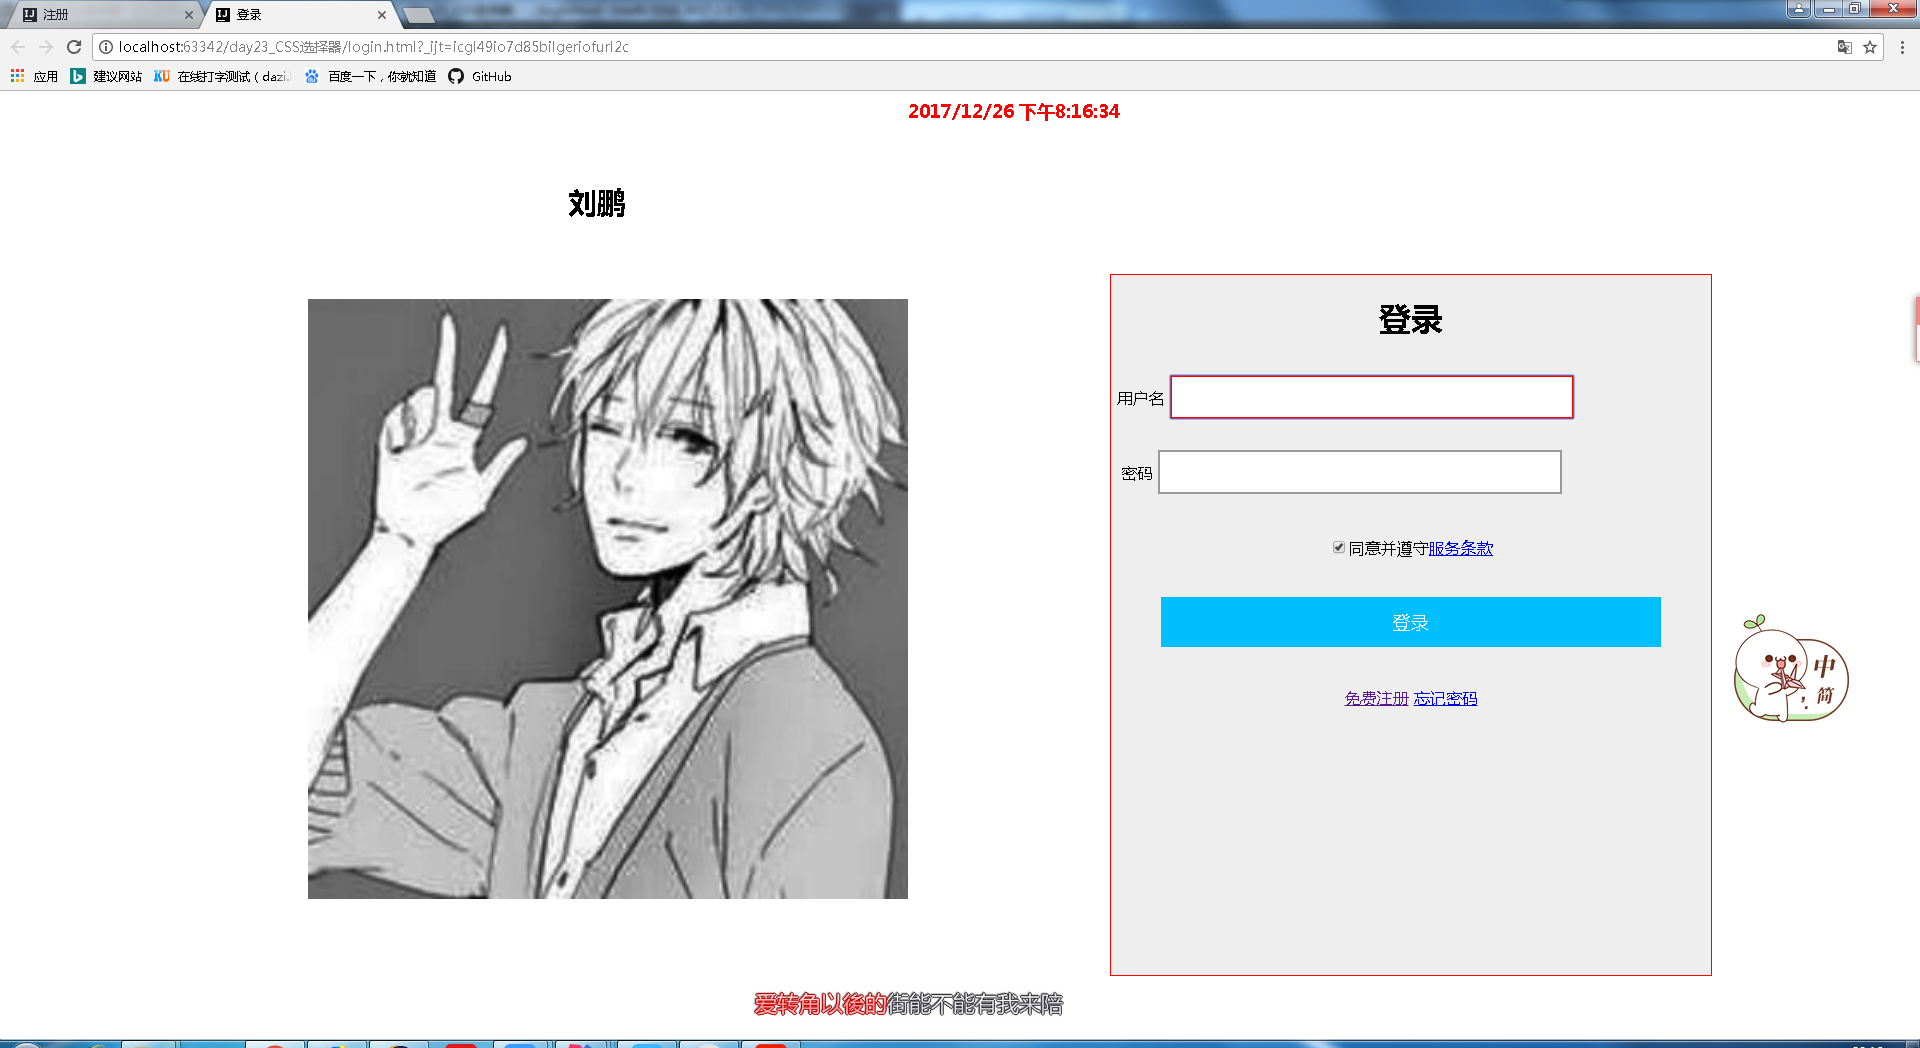 注册
登录
localhost:63342/day23_CSS选择器/login.html?_ijt=icgl49io7d85bilgeriofurl2c
应用 建议网站 KU 在线打字测试（dazi. 百度一下，你就知道 GitHub
2017/12/26 下午8:16:34
刘鹏
登录
用户名
密码
同意并遵守服务条款
登录
免费注册 忘记密码
中
简
爱转角以後的街能不能有我来陪